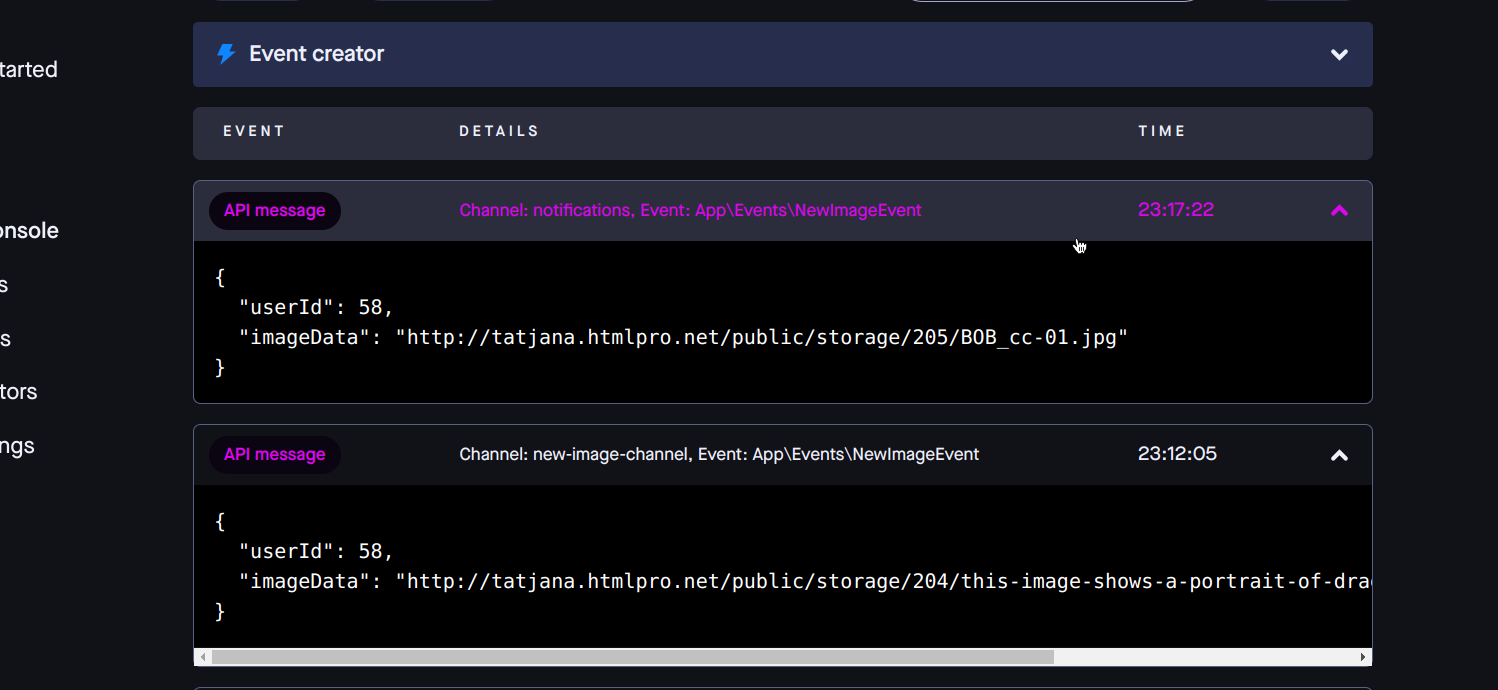 Event creator
tarted
EVENT DETAILS TIME
API message Channel: notifications, Event: App\Events\NewImageEvent 23:17:22
onsole
{
s
"userId": 58,
s
"imageData": "http://tatjana.htmlpro.net/public/storage/205/BOB_cc-01.jpg"
}
tors
ngs
API message Channel: new-image-channel, Event: App\Events\NewImageEvent 23:12:05
{
"userId": 58,
"imageData": "http://tatjana.htmlpro.net/public/storage/204/this-image-shows-a-portrait-of-dra
}